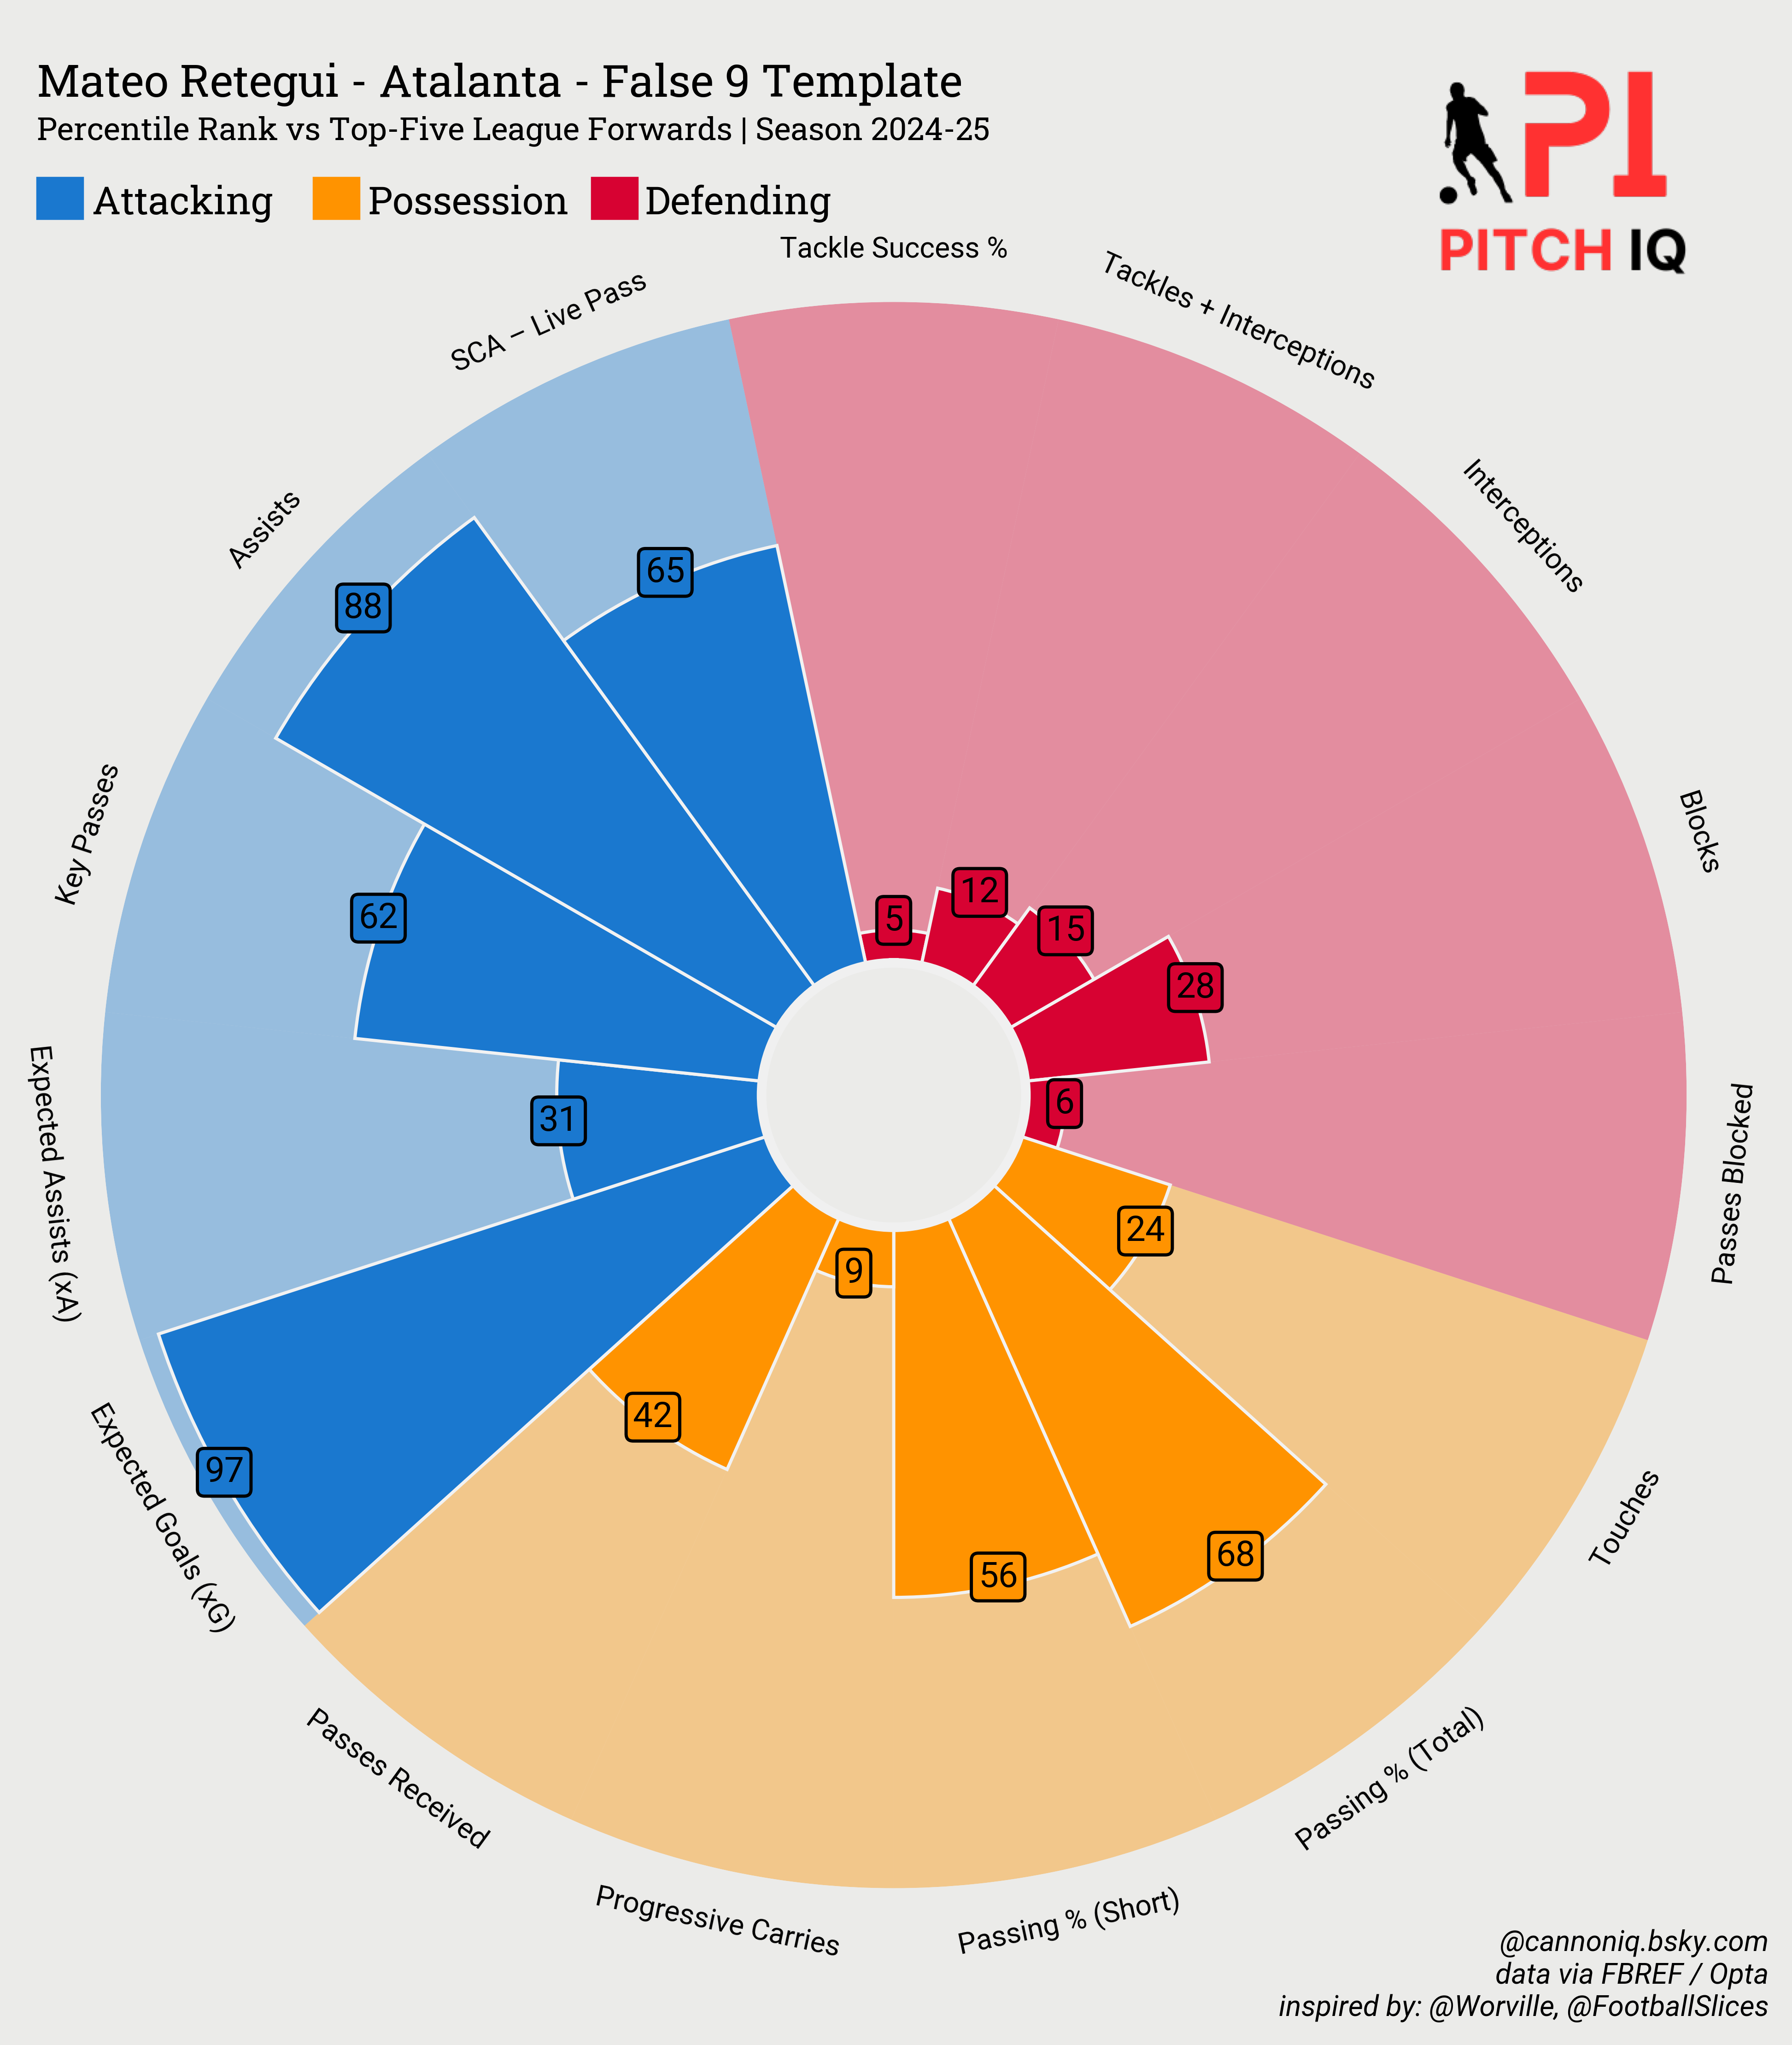 Mateo Retegui - Atalanta - False 9 Template
Percentile Rank vs Top-Five League Forwards | Season 2024-25
Attacking
Possession
Defending
PI
PITCH IQ
Tackle Success %
Tackles + Interceptions
Interceptions
Blocks
Passes Blocked
Touches
Passing % (Total)
Passing % (Short)
Progressive Carries
Passes Received
Expected Goals (xG)
Expected Assists (xA)
Key Passes
Assists
SCA – Live Pass
5
12
15
28
6
24
68
56
9
42
97
31
62
88
65
@cannoniq.bsky.com
data via FBREF / Opta
inspired by: @Worville, @FootballSlices